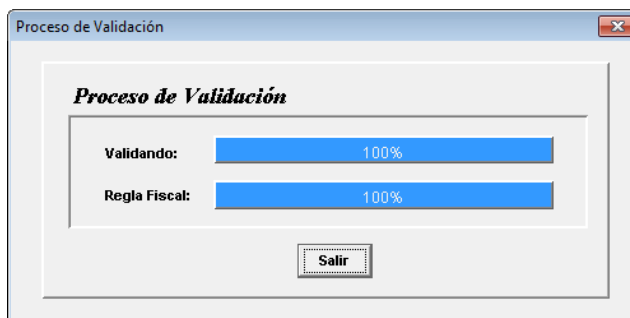 Proceso de Validación
Proceso de Validación
Validando: 100%
Regla Fiscal: 100%
Salir